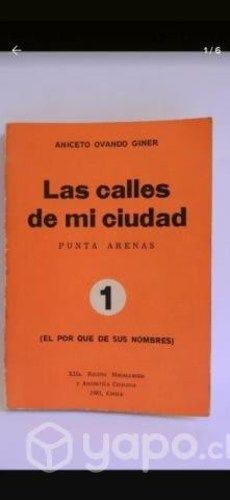 1/6
ANICETO OVANDO GINER
Las calles
de mi ciudad
PUNTA ARENAS
1
(EL POR QUE DE SUS NOMBRES)
XIIa. Región Magallanes
y Antártica Chilena
Chile
yapo.cl